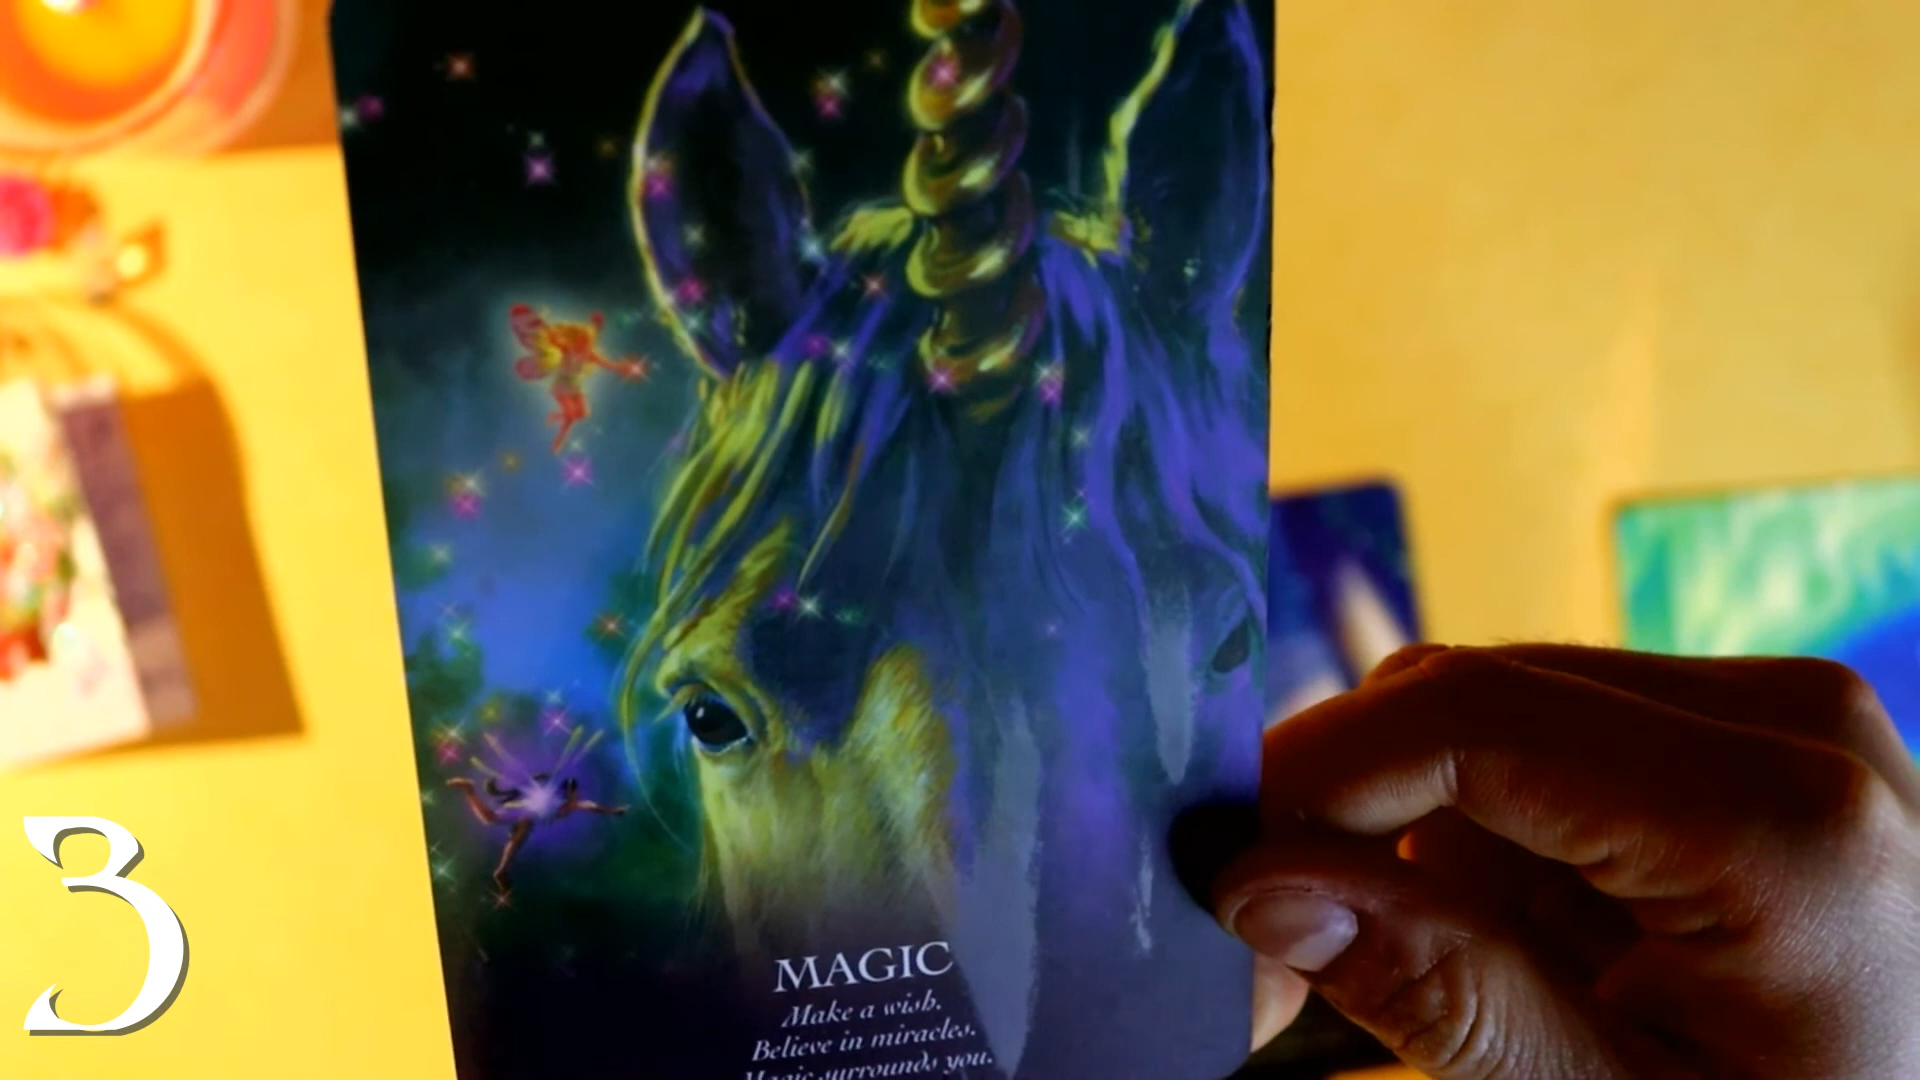 MAGIC
Make a wish.
Believe in miracles.
Magic surrounds you.
3